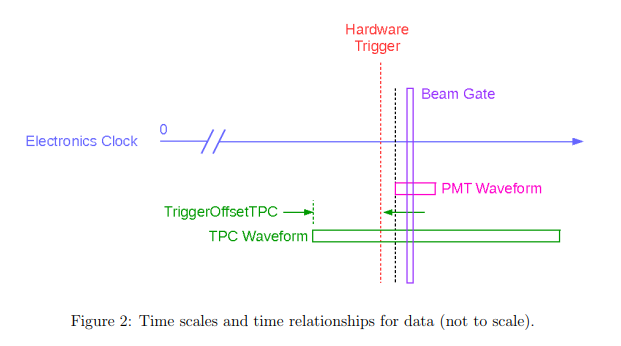 Hardware
Trigger
Beam Gate
0
Electronics Clock
PMT Waveform
TriggerOffsetTPC
TPC Waveform
Figure 2: Time scales and time relationships for data (not to scale).